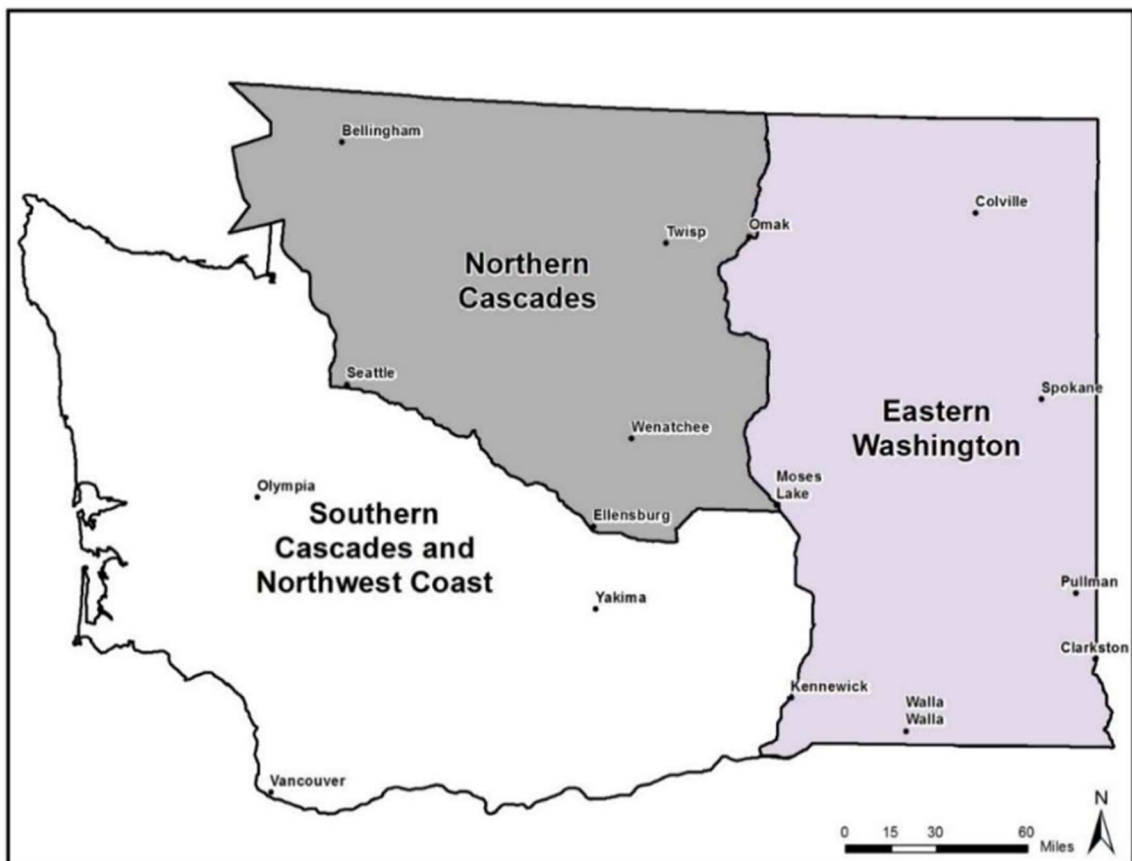 Bellingham
Colville
Omak
Twisp
Northern
Cascades
Seattle
Spokane
Eastern
Washington
Wenatchee
Moses
Lake
Olympia
Southern
Cascades and
Northwest Coast
Ellensburg
Pullman
Yakima
Clarkston
Kennewick
Walla
Walla
Vancouver
N
0 15 30 60
Miles